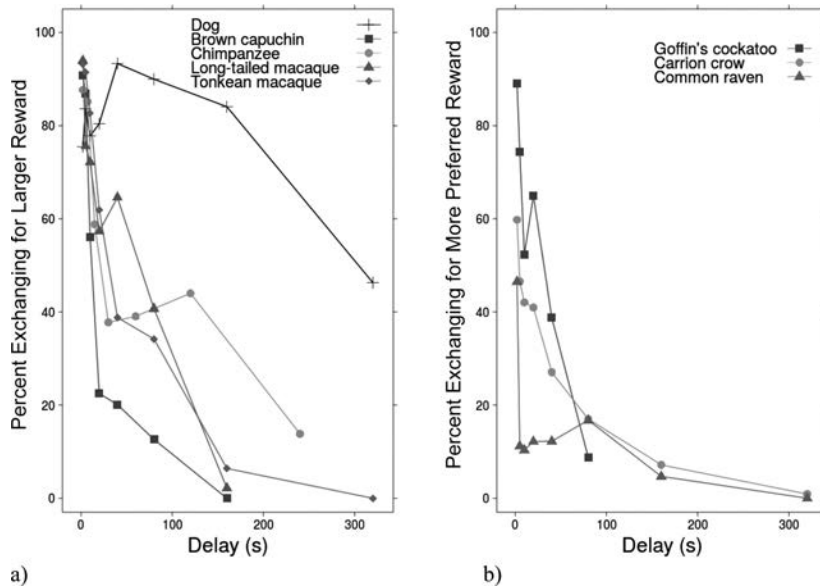 100
80
60
40
20
0
0
100
200
300
Percent Exchanging for Larger Reward
Delay (s)
Dog
Brown capuchin
Chimpanzee
Long-tailed macaque
Tonkean macaque
a)
100
80
60
40
20
0
0
100
200
300
Percent Exchanging for More Preferred Reward
Delay (s)
Goffin's cockatoo
Carrion crow
Common raven
b)